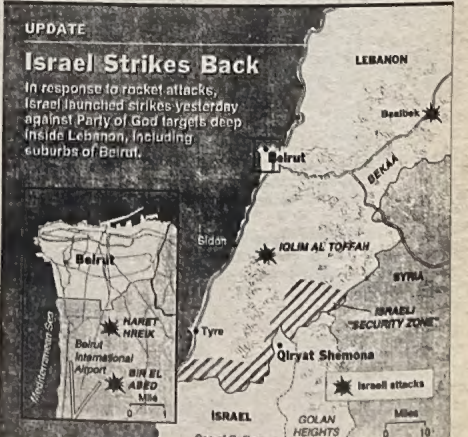 UPDATE
Israel Strikes Back
In response to rocket attacks,
Israel launched strikes yesterday
against Party of God targets deep
inside Lebanon, including
suburbs of Beirut.
LEBANON
Baalbek
Beirut
BEKAA
Sidon
IQLIM AL TOFFAH
SYRIA
ISRAELI
"SECURITY ZONE"
Tyre
Qiryat Shemona
Israeli attacks
ISRAEL
GOLAN
HEIGHTS
Miles
0 10
Beirut
HARET
HREIK
Beirut
International
Airport
BIR EL
ABED
Mediterranean Sea
Mile
0 1